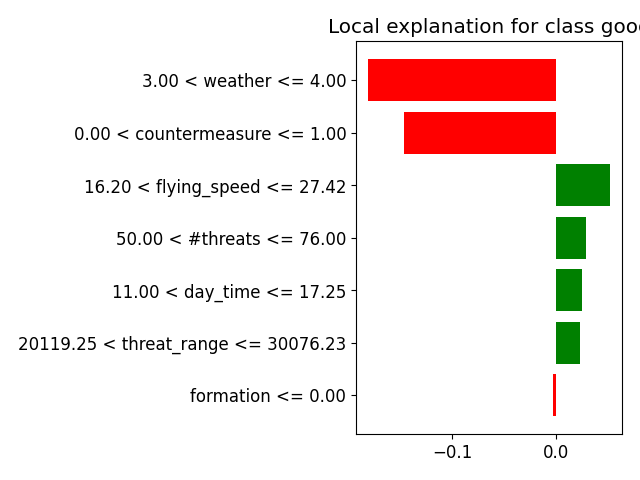 Local explanation for class goo
3.00 < weather <= 4.00
0.00 < countermeasure <= 1.00
16.20 < flying_speed <= 27.42
50.00 < #threats <= 76.00
11.00 < day_time <= 17.25
20119.25 < threat_range <= 30076.23
formation <= 0.00
−0.1 0.0